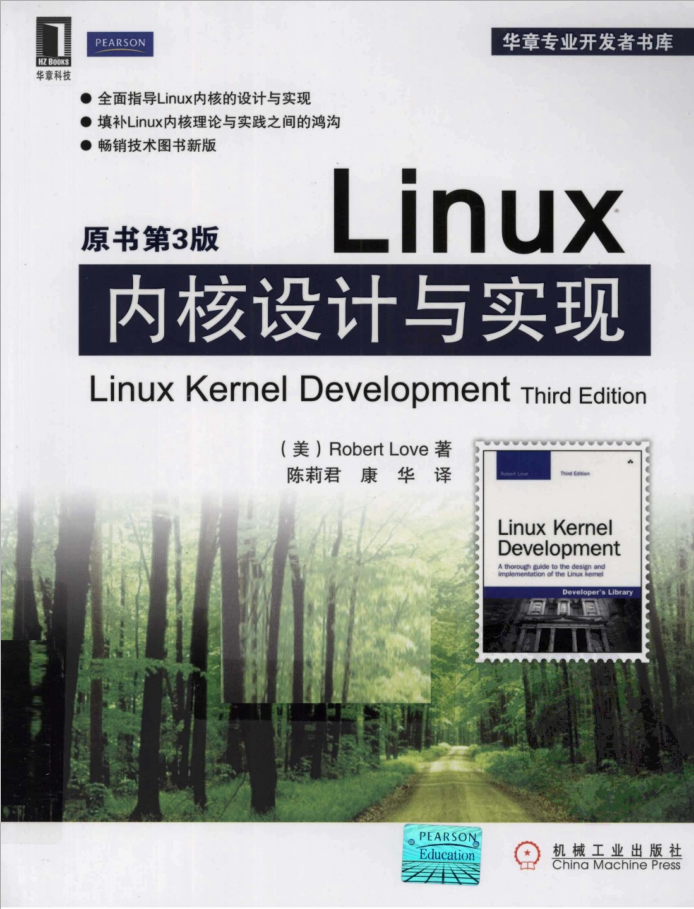 HZ BOOKS
华章科技
PEARSON
华章专业开发者书库
● 全面指导Linux内核的设计与实现
● 填补Linux内核理论与实践之间的鸿沟
● 畅销技术图书新版
原书第3版
Linux
内核设计与实现
Linux Kernel Development Third Edition
（美）Robert Love 著
陈莉君 康 华 译
Robert Love
Third Edition
Linux Kernel
Development
A thorough guide to the design and
implementation of the Linux kernel
Developer's Library
PEARSON
Education
机械工业出版社
China Machine Press